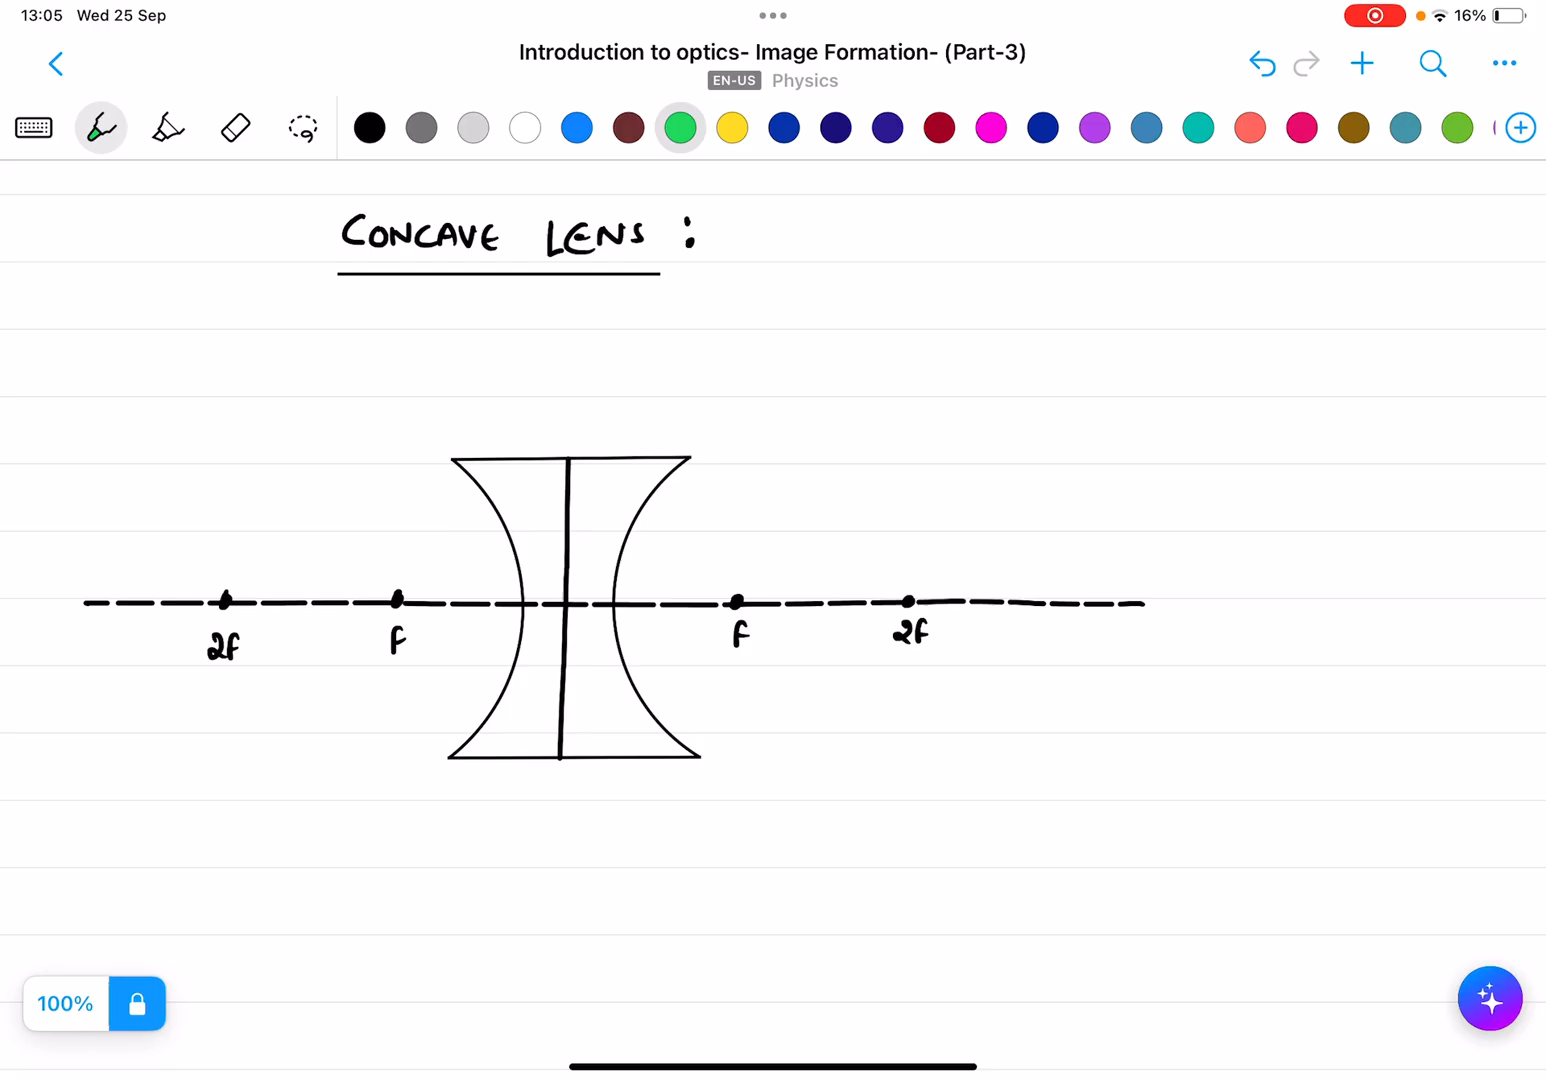 13:05 Wed 25 Sep
16%
Introduction to optics- Image Formation- (Part-3)
EN-US Physics
CONCAVE LENS :
2F F F 2F
100%